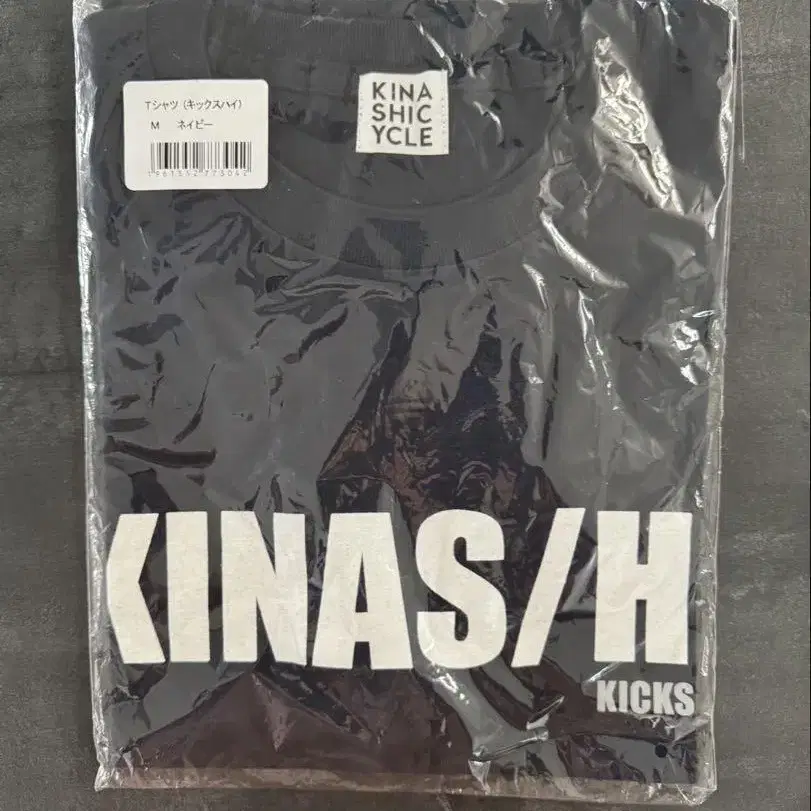 Tシャツ（キックスハイ）
M ネイビー
1961552773042
KINA
SHIC
YCLE
KINAS/H
KICKS